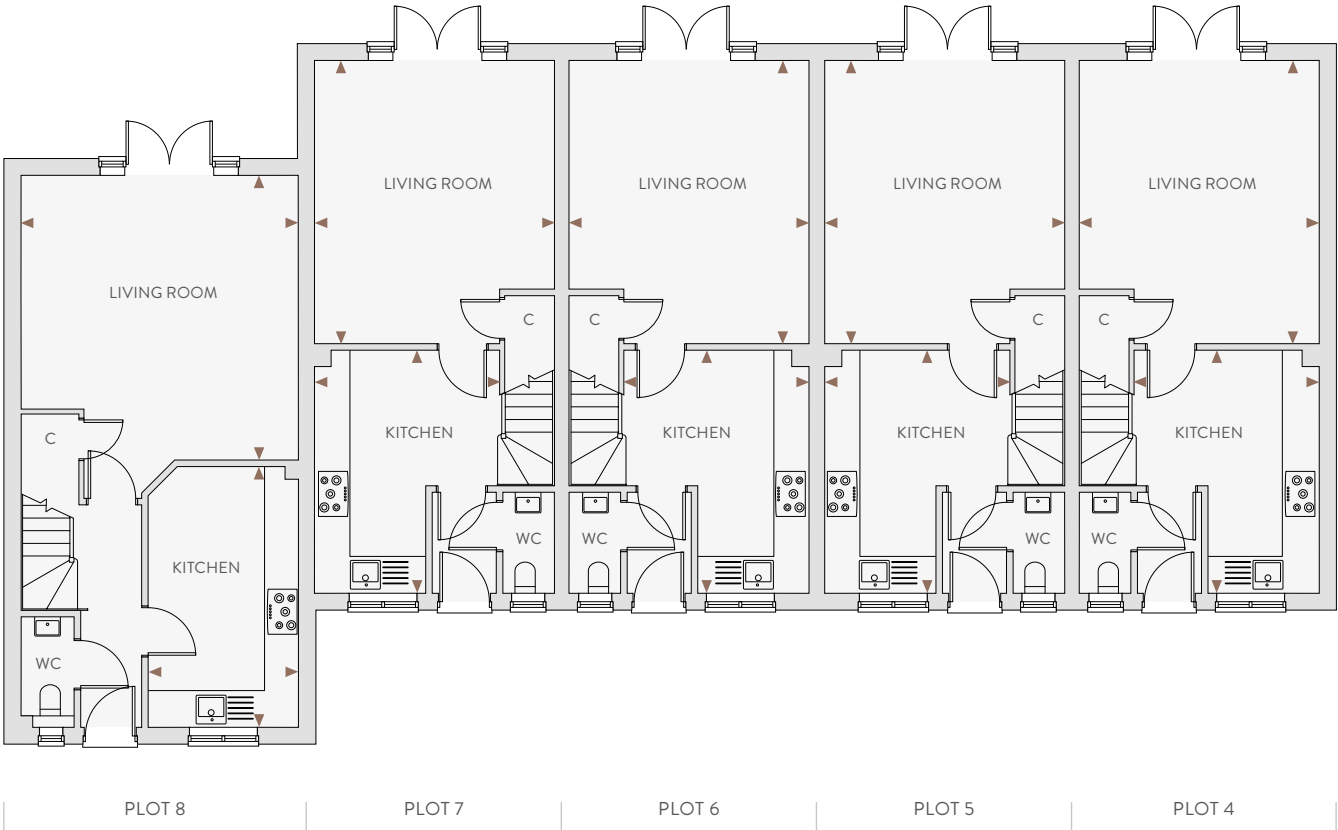 LIVING ROOM LIVING ROOM LIVING ROOM LIVING ROOM
LIVING ROOM
C C C C
KITCHEN KITCHEN KITCHEN KITCHEN
C
WC WC WC WC
KITCHEN
WC
PLOT 8 PLOT 7 PLOT 6 PLOT 5 PLOT 4